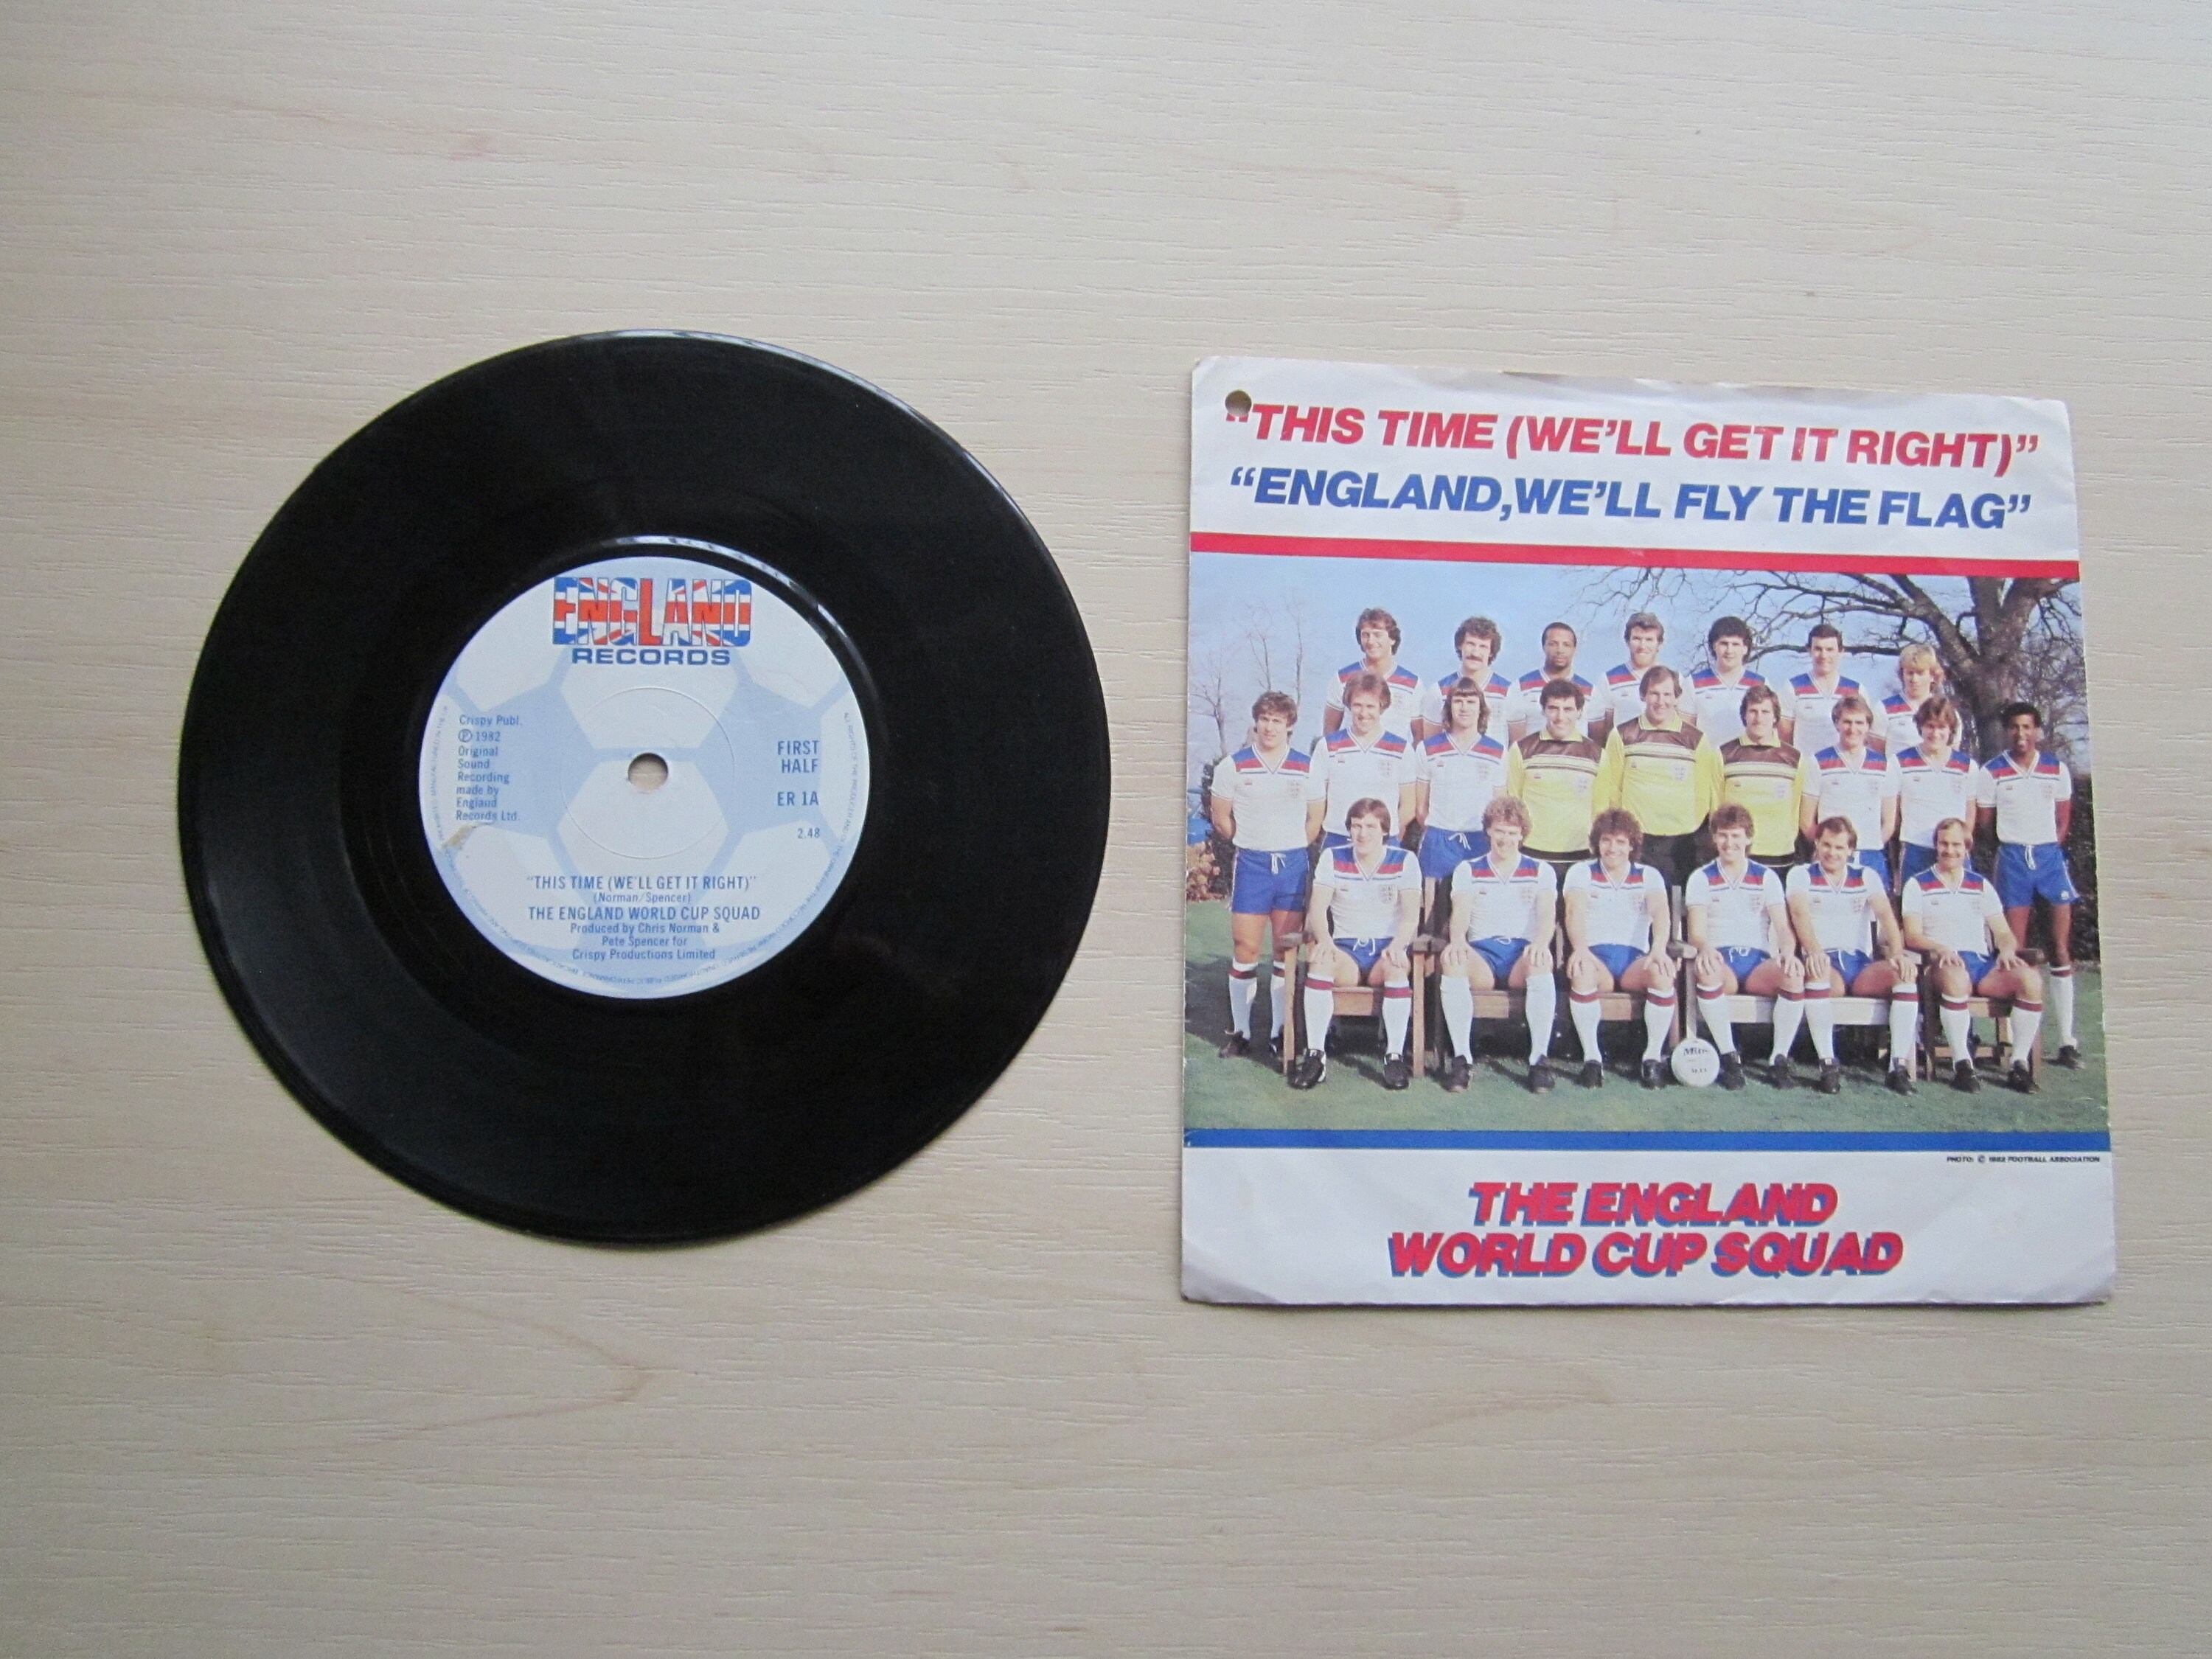 ENGLAND
RECORDS
Crispy Publ.
Ⓟ 1982
Original
Sound
Recording
made by
England
Records Ltd.
FIRST
HALF
ER 1A
2.48
"THIS TIME (WE'LL GET IT RIGHT)"
(Norman/Spencer)
THE ENGLAND WORLD CUP SQUAD
Produced by Chris Norman &
Pete Spencer for
Crispy Productions Limited
"THIS TIME (WE'LL GET IT RIGHT)"
"ENGLAND, WE'LL FLY THE FLAG"
Mitre
PHOTO: © 1982 FOOTBALL ASSOCIATION
THE ENGLAND
WORLD CUP SQUAD